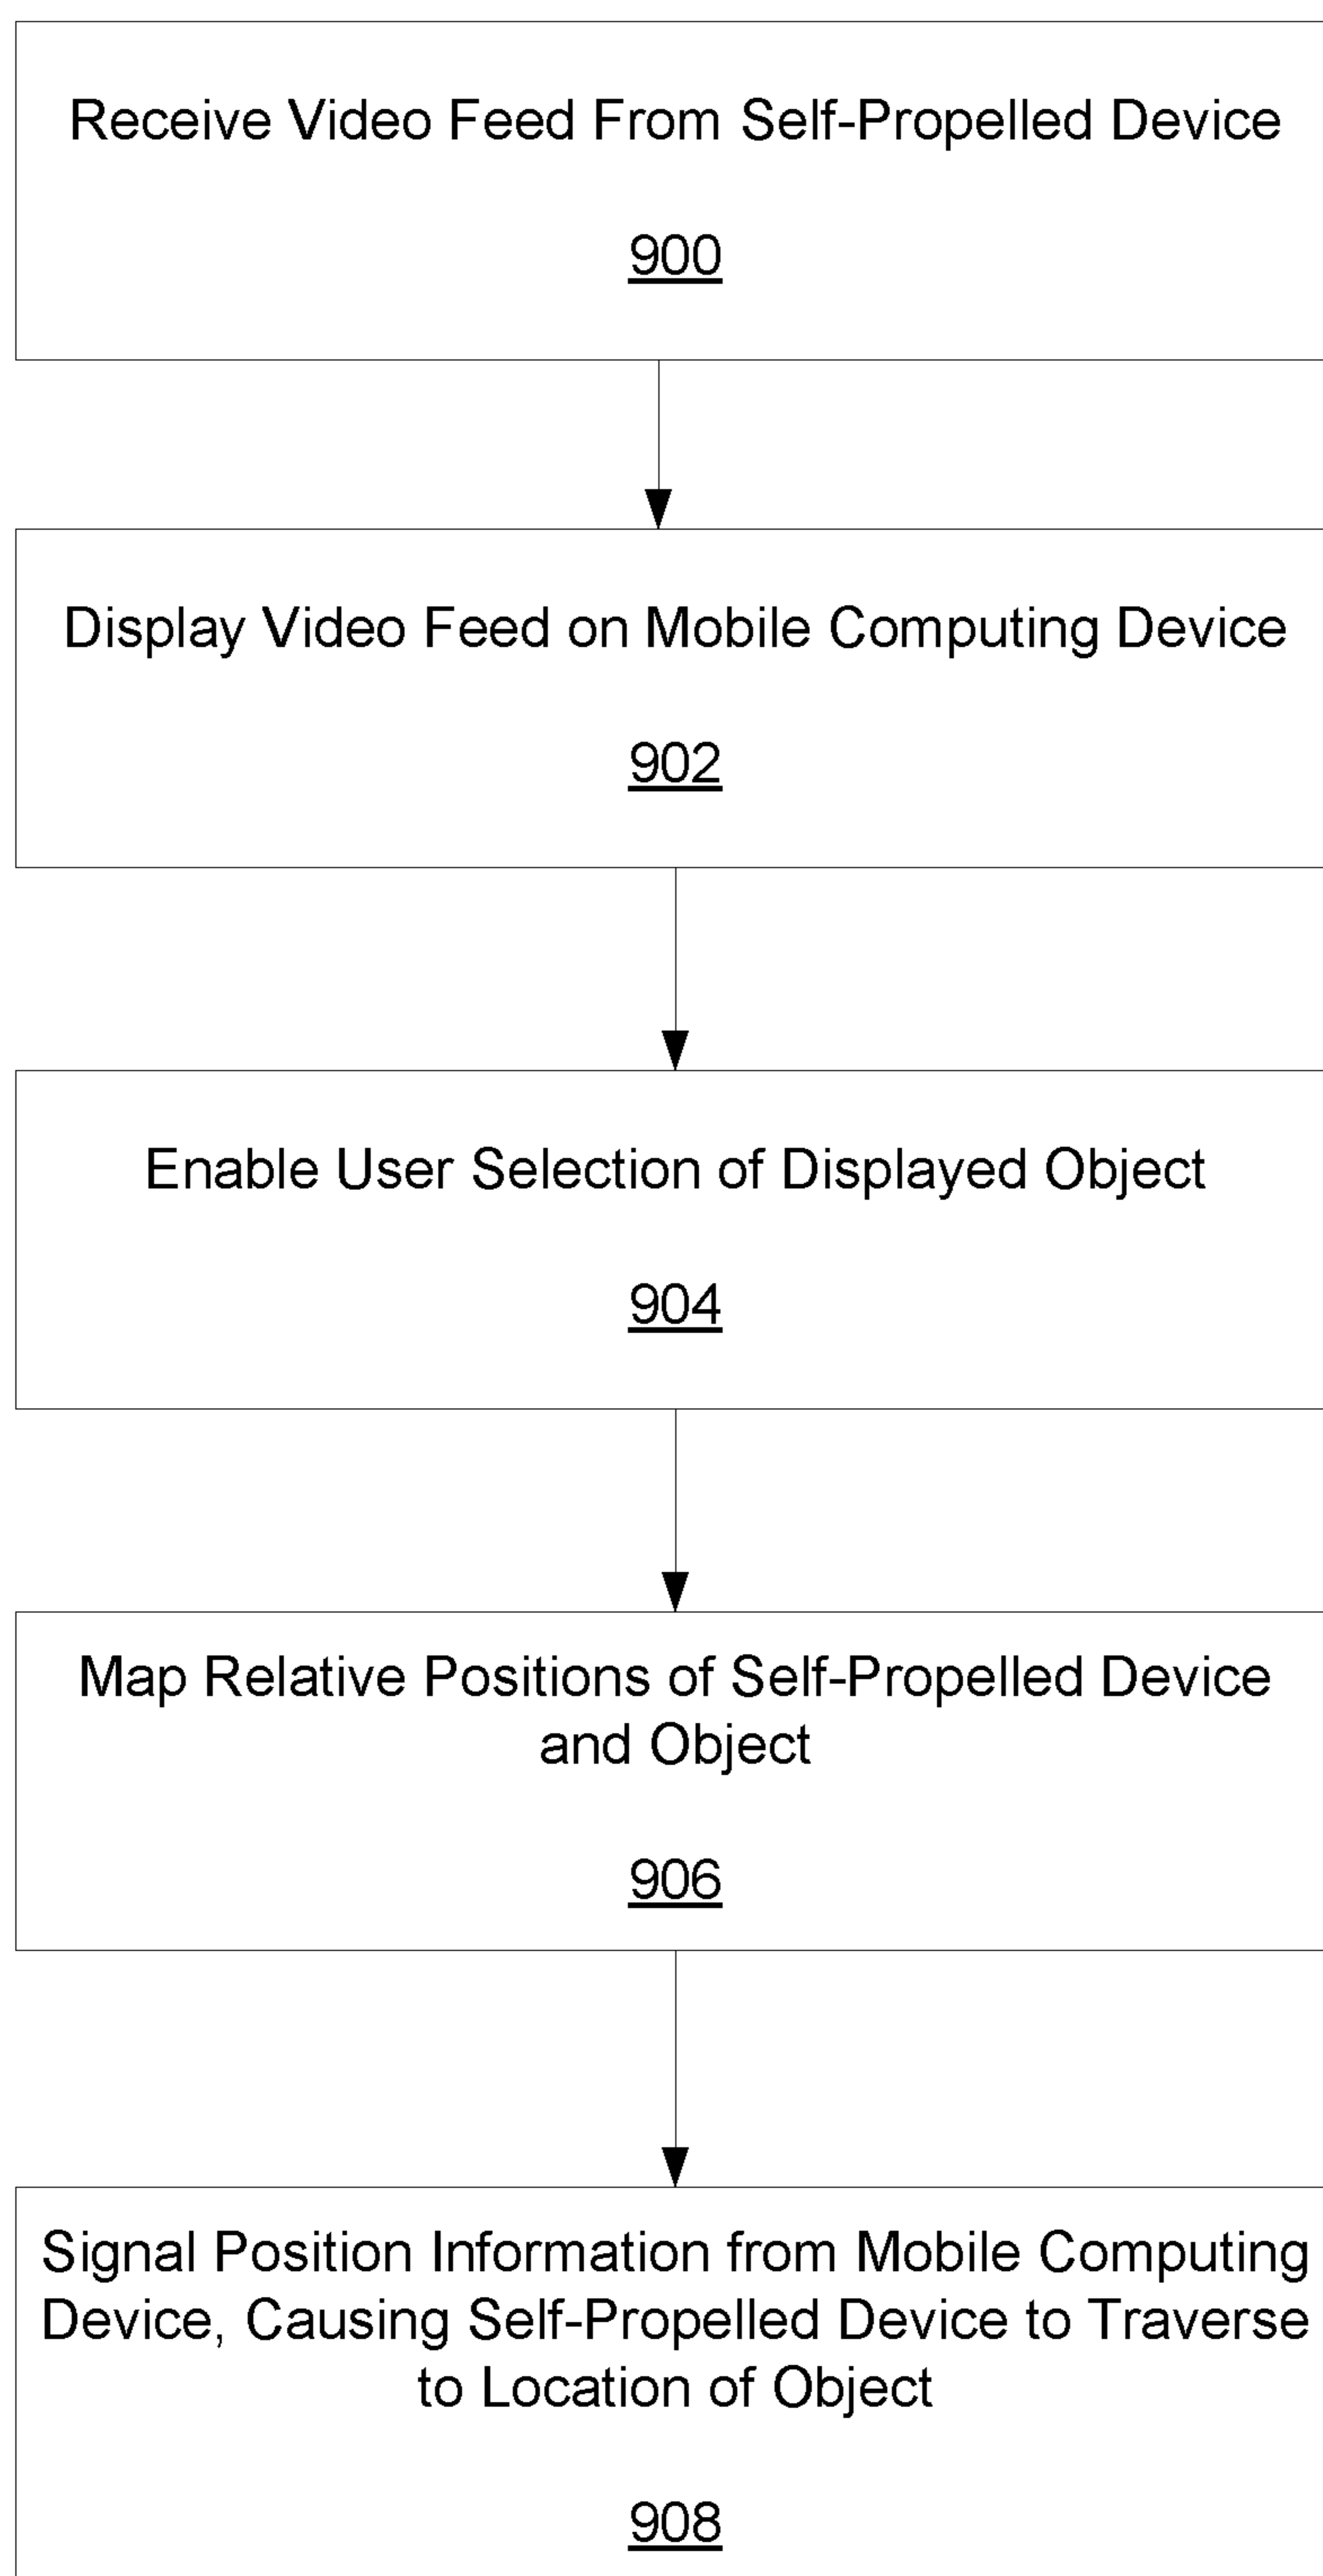 Receive Video Feed From Self-Propelled Device
900
Display Video Feed on Mobile Computing Device
902
Enable User Selection of Displayed Object
904
Map Relative Positions of Self-Propelled Device
and Object
906
Signal Position Information from Mobile Computing
Device, Causing Self-Propelled Device to Traverse
to Location of Object
908